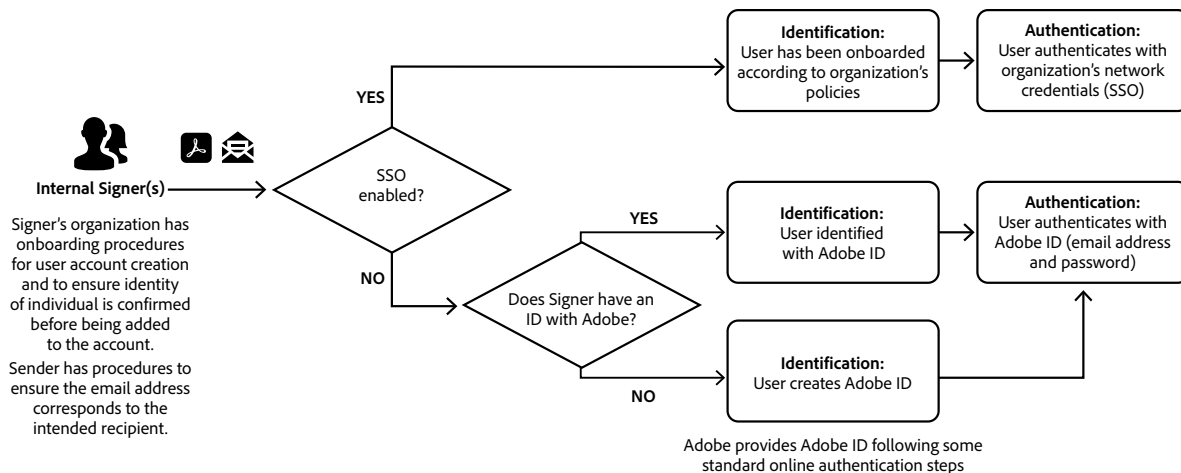 Internal Signer(s)
Signer's organization has
onboarding procedures
for user account creation
and to ensure identity
of individual is confirmed
before being added
to the account.
Sender has procedures to
ensure the email address
corresponds to the
intended recipient.
SSO
enabled?
YES
NO
Identification:
User has been onboarded
according to organization's
policies
Authentication:
User authenticates with
organization's network
credentials (SSO)
Does Signer have an
ID with Adobe?
YES
NO
Identification:
User identified
with Adobe ID
Authentication:
User authenticates with
Adobe ID (email address
and password)
Identification:
User creates Adobe ID
Adobe provides Adobe ID following some
standard online authentication steps